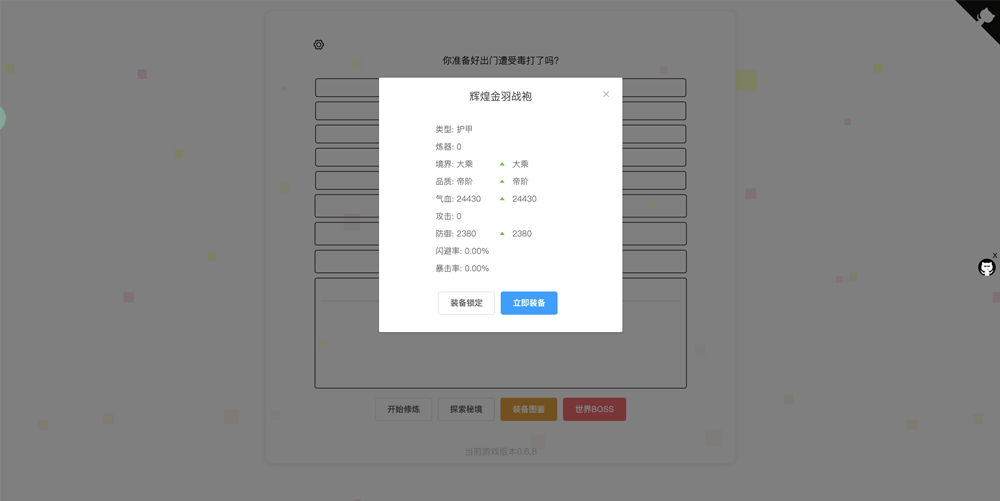 你准备好出门遭受毒打了吗?
辉煌金羽战袍
类型: 护甲
炼器: 0
境界: 大乘 大乘
品质: 帝阶 帝阶
气血: 24430 24430
攻击: 0
防御: 2380 2380
闪避率: 0.00%
暴击率: 0.00%
装备锁定 立即装备
x
开始修炼 探索秘境 装备图鉴 世界BOSS
当前游戏版本0.6.8